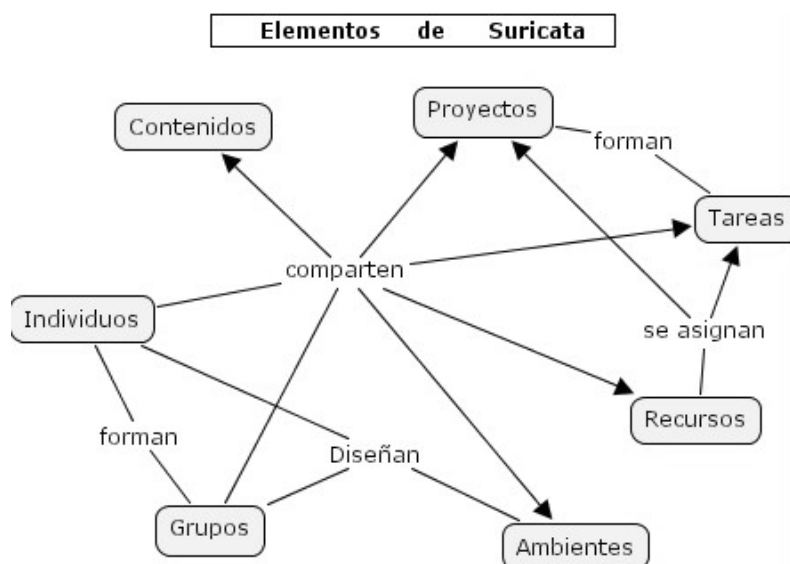 Elementos de Suricata
Proyectos
Contenidos
forman
Tareas
comparten
Individuos
se asignan
Recursos
forman
Diseñan
Grupos
Ambientes